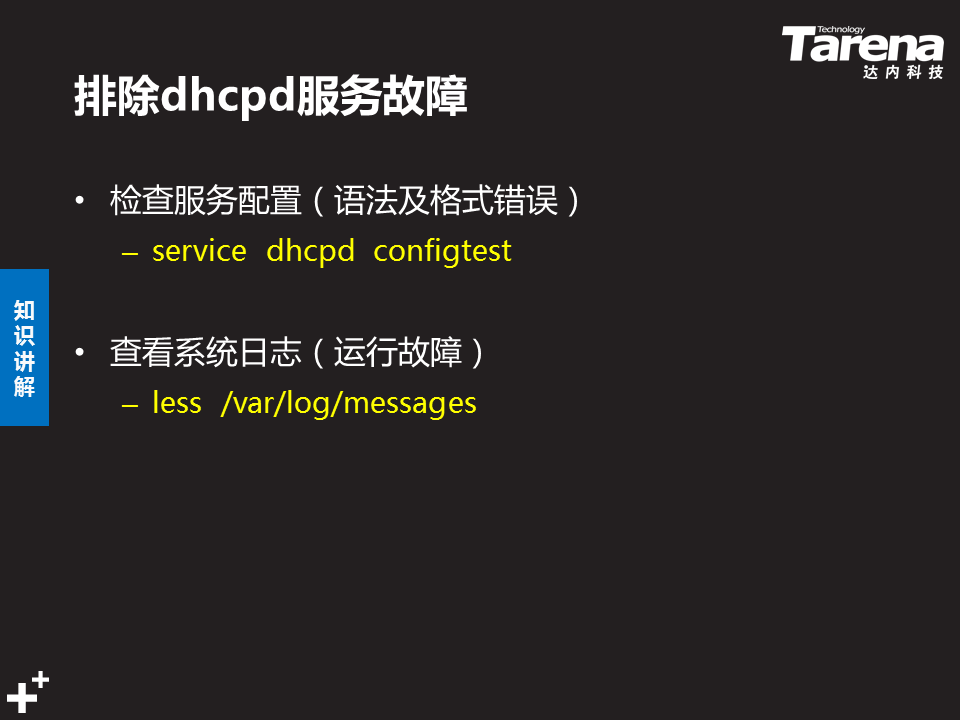 Technology
Tarena
达内科技
排除dhcpd服务故障
• 检查服务配置（语法及格式错误）
– service dhcpd configtest
知识讲解
• 查看系统日志（运行故障）
– less /var/log/messages